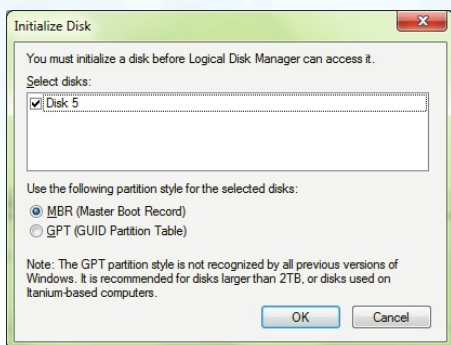 Initialize Disk
You must initialize a disk before Logical Disk Manager can access it.
Select disks:
Disk 5
Use the following partition style for the selected disks:
MBR (Master Boot Record)
GPT (GUID Partition Table)
Note: The GPT partition style is not recognized by all previous versions of
Windows. It is recommended for disks larger than 2TB, or disks used on
Itanium-based computers.
OK Cancel